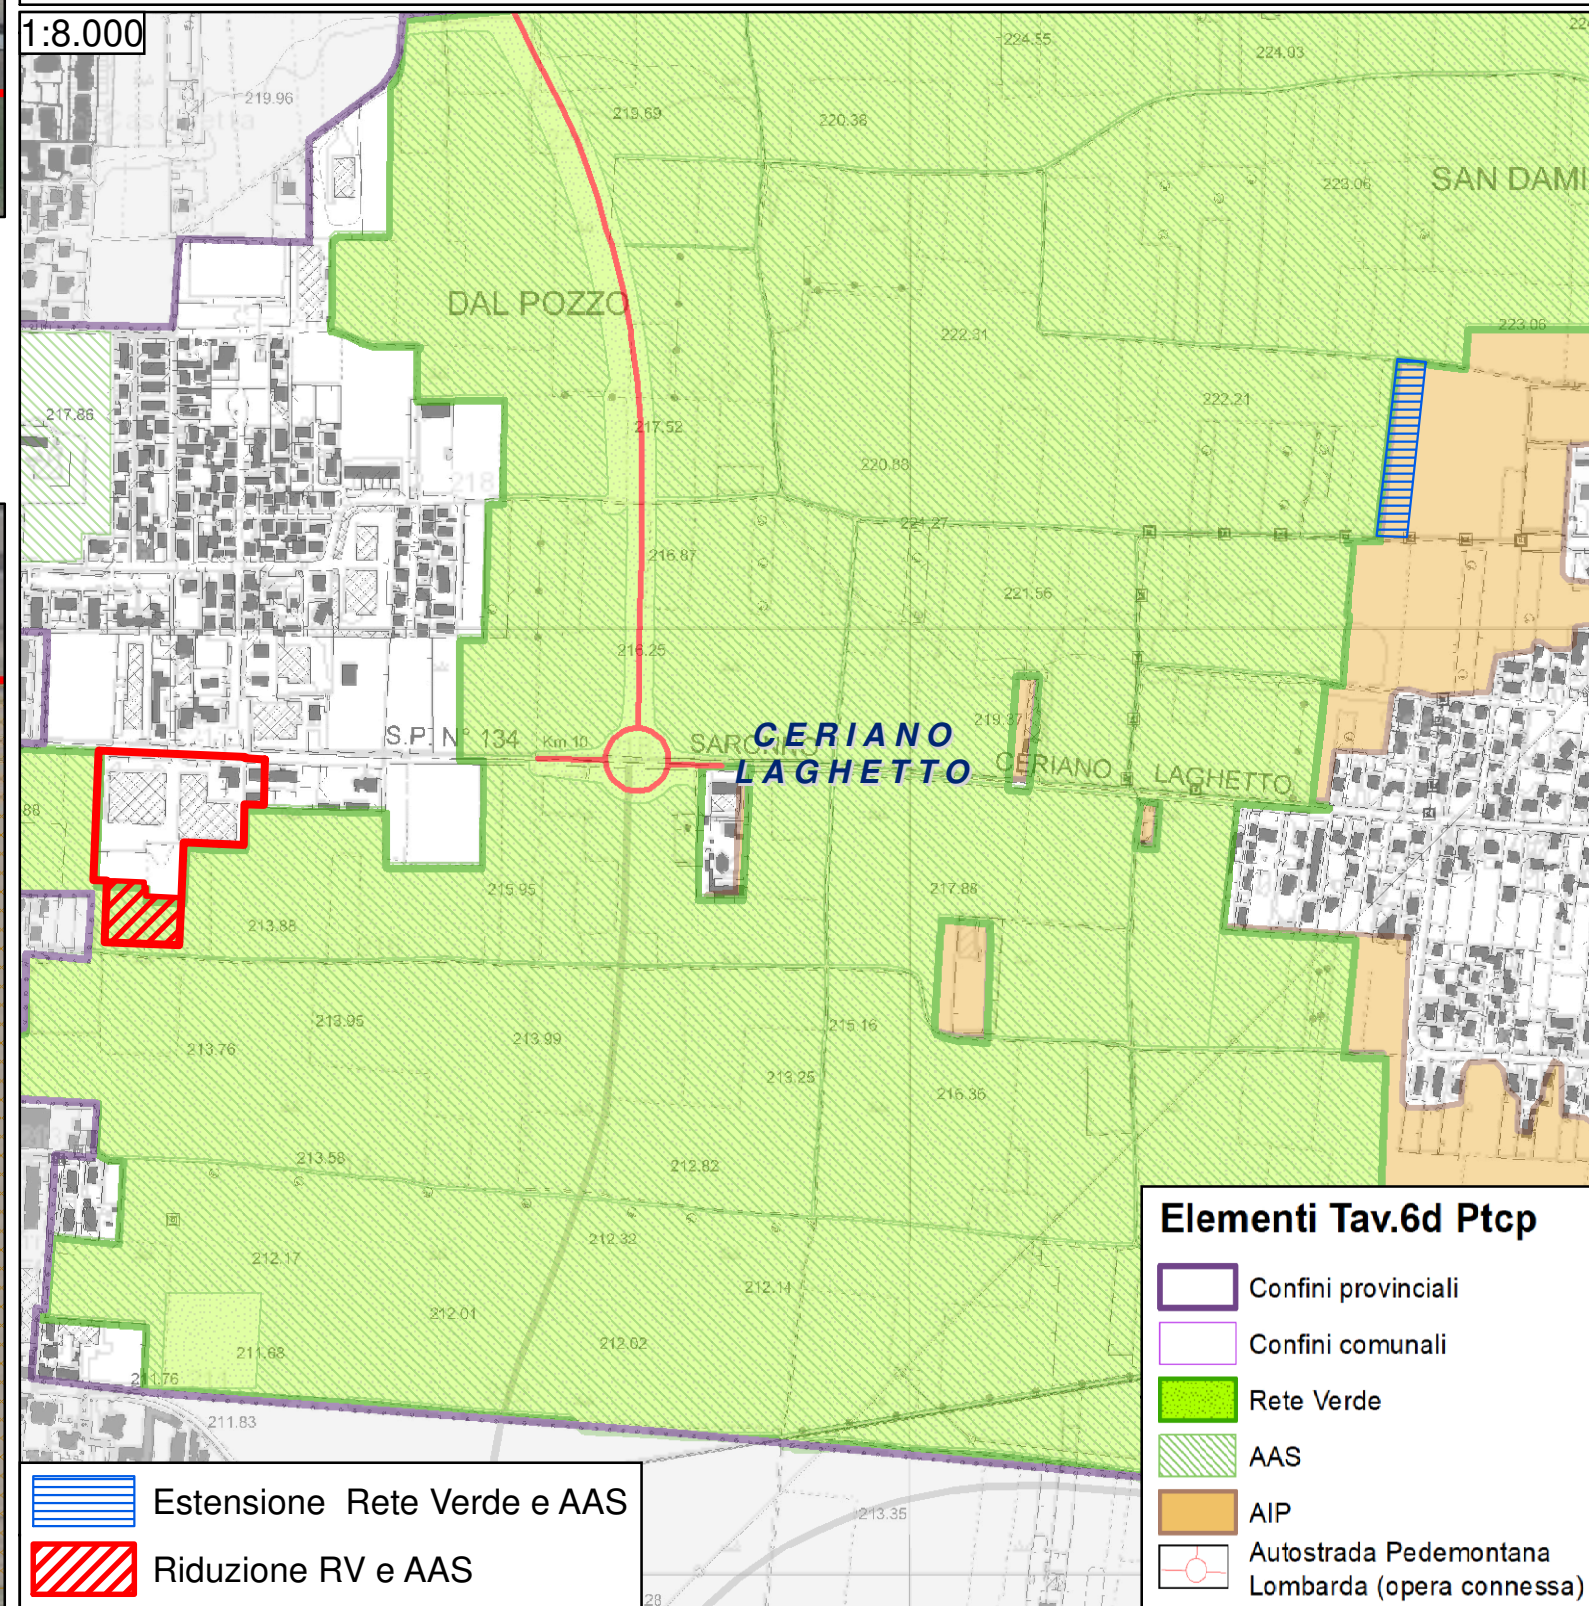 1:8.000
224.55
224.03
219.96
219.69
220.38
223.06
SAN DAMI
DAL POZZO
222.31
223.06
217.86
217.52
222.21
220.88
218
221.27
216.87
221.56
216.25
219.37
S.P. N° 134
Km 10
SARONNO
CERIANO
LAGHETTO
CERIANO
LAGHETTO
88
217.88
215.95
213.88
213.95
213.76
213.99
215.16
213.25
216.36
213.58
212.82
212.17
212.32
212.14
212.01
212.02
211.68
211.76
211.83
213.35
28
Elementi Tav.6d Ptcp
Confini provinciali
Confini comunali
Rete Verde
AAS
AIP
Autostrada Pedemontana
Lombarda (opera connessa)
Estensione Rete Verde e AAS
Riduzione RV e AAS